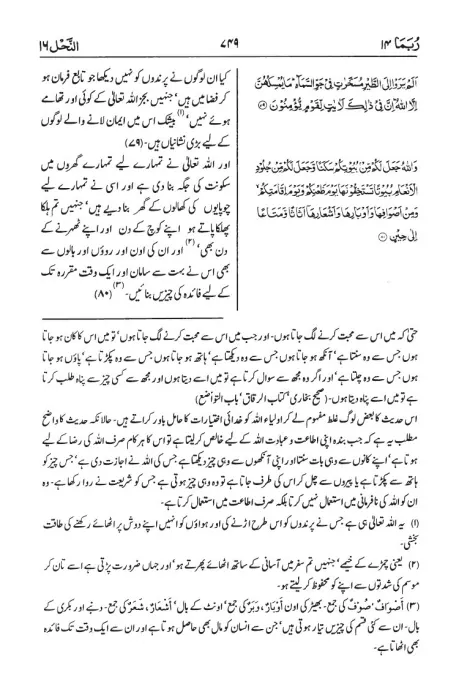 رُبَمَا ۱۴
۷۴۹
النَّحْل ۱۶
اَلَمْ يَرَوْا اِلَى الطَّيْرِ مُسَخَّرٰتٍ فِيْ جَوِّ السَّمَآءِ مَا يُمْسِكُهُنَّ
اِلَّا اللّٰهُ اِنَّ فِيْ ذٰلِكَ لَاٰيٰتٍ لِّقَوْمٍ يُّؤْمِنُوْنَ ۷۹
وَاللّٰهُ جَعَلَ لَكُمْ مِّنْۢ بُيُوْتِكُمْ سَكَنًا وَّجَعَلَ لَكُمْ مِّنْ جُلُوْدِ
الْاَنْعَامِ بُيُوْتًا تَسْتَخِفُّوْنَهَا يَوْمَ ظَعْنِكُمْ وَيَوْمَ اِقَامَتِكُمْ
وَمِنْ اَصْوَافِهَا وَاَوْبَارِهَا وَاَشْعَارِهَآ اَثَاثًا وَّمَتَاعًا
اِلٰى حِيْنٍ ۸۰
کیا ان لوگوں نے پرندوں کو نہیں دیکھا جو تابع فرمان ہو
کر فضا میں ہیں، جنہیں بجز اللہ تعالیٰ کے کوئی اور تھامے
ہوئے نہیں، (۱) بیشک اس میں ایمان لانے والے لوگوں
کے لیے بڑی نشانیاں ہیں۔ (۷۹)
اور اللہ تعالیٰ نے تمہارے لیے تمہارے گھروں میں
سکونت کی جگہ بنا دی ہے اور اسی نے تمہارے لیے
چوپایوں کی کھالوں کے گھر بنا دیے ہیں، جنہیں تم ہلکا
پھلکا پاتے ہو اپنے کوچ کے دن اور اپنے ٹھہرنے کے
دن بھی، (۲) اور ان کی اون اور روؤں اور بالوں سے
بھی اس نے بہت سے سامان اور ایک وقت مقررہ تک
کے لیے فائدہ کی چیزیں بنائیں۔ (۳) (۸۰)
حتیٰ کہ میں اس سے محبت کرنے لگ جاتا ہوں۔ اور جب میں اس سے محبت کرنے لگ جاتا ہوں، تو میں اس کا کان ہو جاتا
ہوں جس سے وہ سنتا ہے، آنکھ ہو جاتا ہوں جس سے وہ دیکھتا ہے، ہاتھ ہو جاتا ہوں جس سے وہ پکڑتا ہے، پاؤں ہو جاتا
ہوں جس سے وہ چلتا ہے، اور اگر وہ مجھ سے سوال کرتا ہے تو میں اسے دیتا ہوں اور مجھ سے کسی چیز سے پناہ طلب کرتا
ہے تو میں اسے پناہ دیتا ہوں۔ (صحیح بخاری، کتاب الرقاق، باب التواضع)
اس حدیث کا بعض لوگ غلط مفہوم لے کر اولیاء اللہ کو خدائی اختیارات کا حامل باور کراتے ہیں۔ حالانکہ حدیث کا واضح
مطلب یہ ہے کہ جب بندہ اپنی اطاعت و عبادت اللہ کے لیے خالص کر لیتا ہے تو اس کا ہر کام صرف اللہ کی رضا کے لیے
ہوتا ہے، اپنے کانوں سے وہی بات سنتا اور اپنی آنکھوں سے وہی چیز دیکھتا ہے جس کی اللہ نے اجازت دی ہے، جس چیز کو
ہاتھ سے پکڑتا ہے یا پیروں سے چل کر اس کی طرف جاتا ہے تو وہ وہی چیز ہوتی ہے جس کو شریعت نے روا رکھا ہے۔ وہ
ان کو اللہ کی نافرمانی میں استعمال نہیں کرتا بلکہ صرف اطاعت میں استعمال کرتا ہے۔
(۱) یہ اللہ تعالیٰ ہی ہے جس نے پرندوں کو اس طرح اڑنے کی اور ہواؤں کو انہیں اپنے دوش پر اٹھائے رکھنے کی طاقت
بخشی۔
(۲) یعنی چمڑے کے خیمے، جنہیں تم سفر میں آسانی کے ساتھ اٹھائے پھرتے ہو، اور جہاں ضرورت پڑتی ہے اسے تان کر
موسم کی شدتوں سے اپنے کو محفوظ کر لیتے ہو۔
(۳) اَصْوَافٌ، صُوْفٌ کی جمع۔ بھیڑ کی اون اَوْبَارٌ، وَبَرٌ کی جمع، اونٹ کے بال، اَشْعَارٌ، شَعَرٌ کی جمع۔ دنبے اور بکری کے
بال۔ ان سے کئی قسم کی چیزیں تیار ہوتی ہیں، جن سے انسان کو مال بھی حاصل ہوتا ہے اور ان سے ایک وقت تک فائدہ
بھی اٹھاتا ہے۔